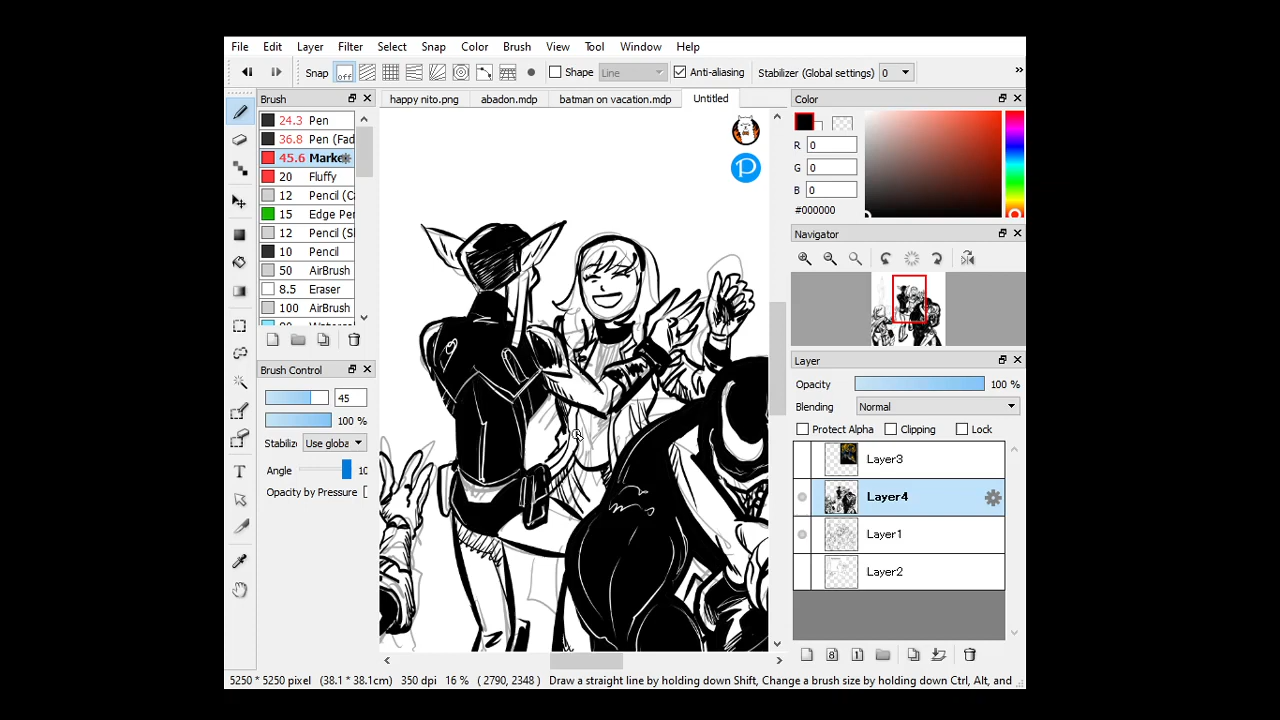 File Edit Layer Filter Select Snap Color Brush View Tool Window Help
Snap off Shape Line Anti-aliasing Stabilizer (Global settings) 0 »
Brush
happy nito.png abadon.mdp batman on vacation.mdp Untitled
Color
24.3 Pen
36.8 Pen (Fad
45.6 Marke
20 Fluffy
12 Pencil (C
15 Edge Pe
12 Pencil (S
10 Pencil
50 AirBrush
8.5 Eraser
100 AirBrush
P
R 0
G 0
B 0
#000000
Navigator
Brush Control
45
100 %
Stabiliz Use globa
Angle 10
Opacity by Pressure
Layer
Opacity 100 %
Blending Normal
Protect Alpha Clipping Lock
Layer3
Layer4
Layer1
Layer2
8 1
T
5250 * 5250 pixel (38.1 * 38.1cm) 350 dpi 16 % ( 2790, 2348 ) Draw a straight line by holding down Shift, Change a brush size by holding down Ctrl, Alt, and